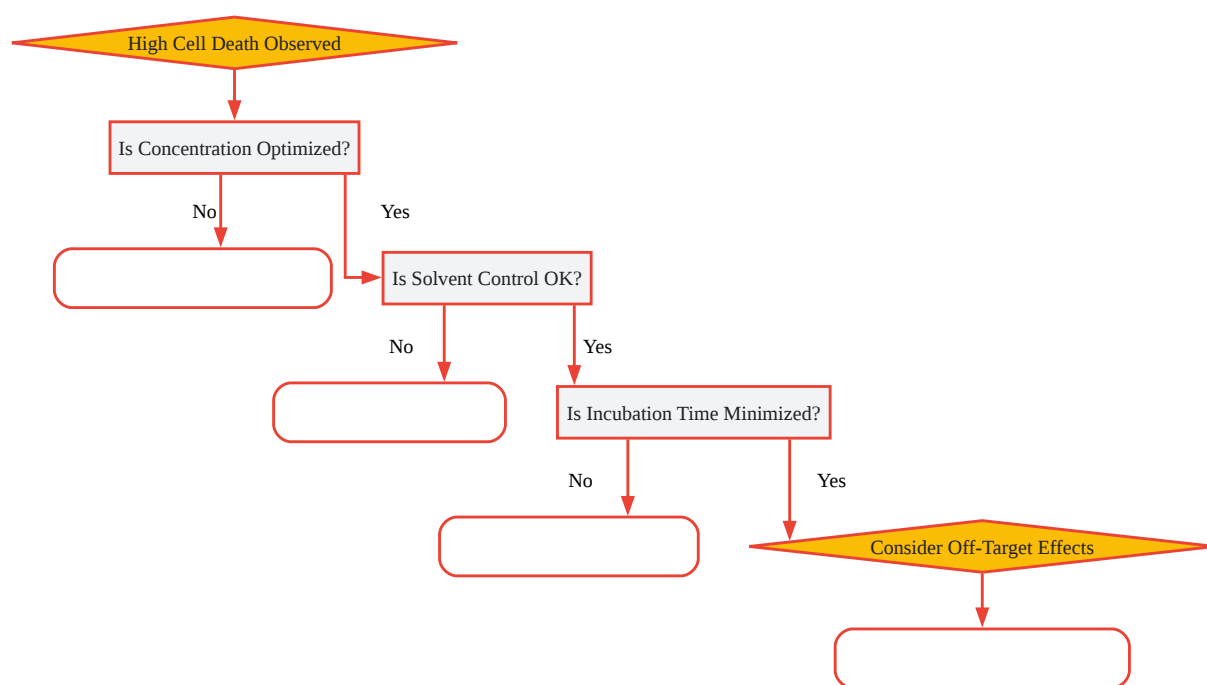 High Cell Death Observed
Is Concentration Optimized?
No
Yes
Is Solvent Control OK?
No
Yes
Is Incubation Time Minimized?
No
Yes
Consider Off-Target Effects